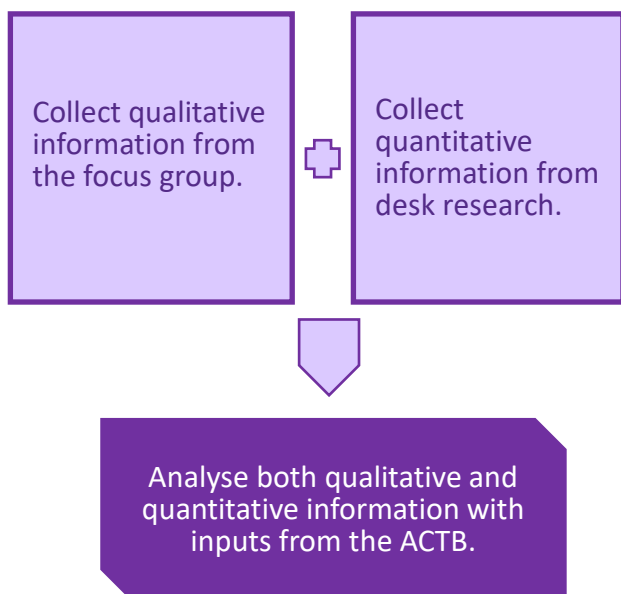 Collect qualitative
information from
the focus group.
Collect
quantitative
information from
desk research.
Analyse both qualitative and
quantitative information with
inputs from the ACTB.